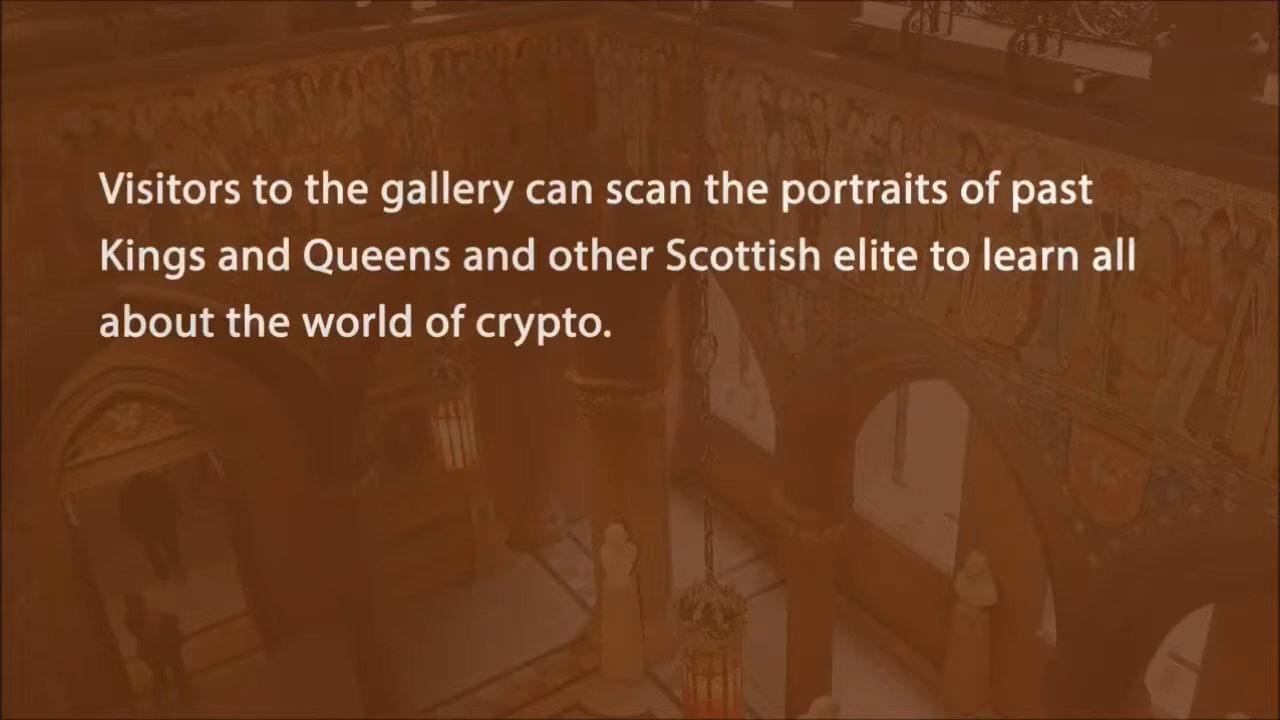 Visitors to the gallery can scan the portraits of past
Kings and Queens and other Scottish elite to learn all
about the world of crypto.